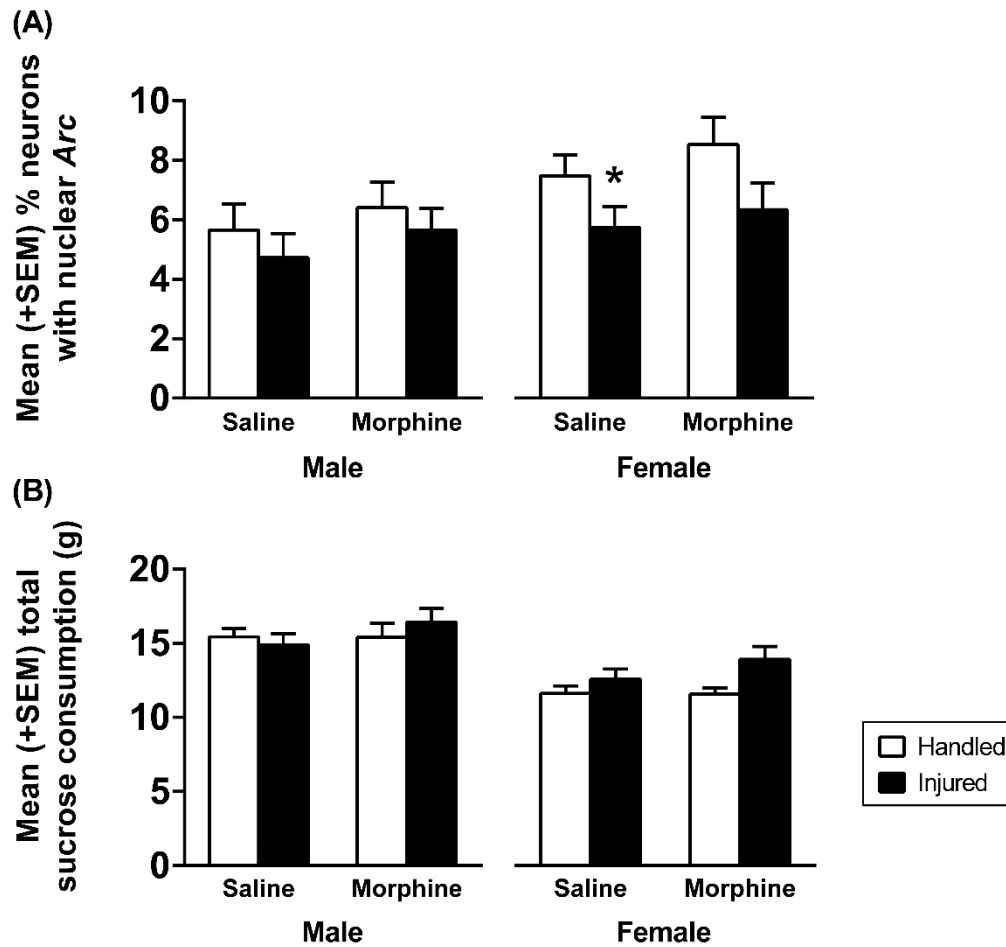 (A)
Mean (+SEM) % neurons
with nuclear Arc
10
8
6
4
2
0
*
Saline Morphine Saline Morphine
Male Female
(B)
Mean (+SEM) total
sucrose consumption (g)
20
15
10
5
0
Saline Morphine Saline Morphine
Male Female
Handled
Injured